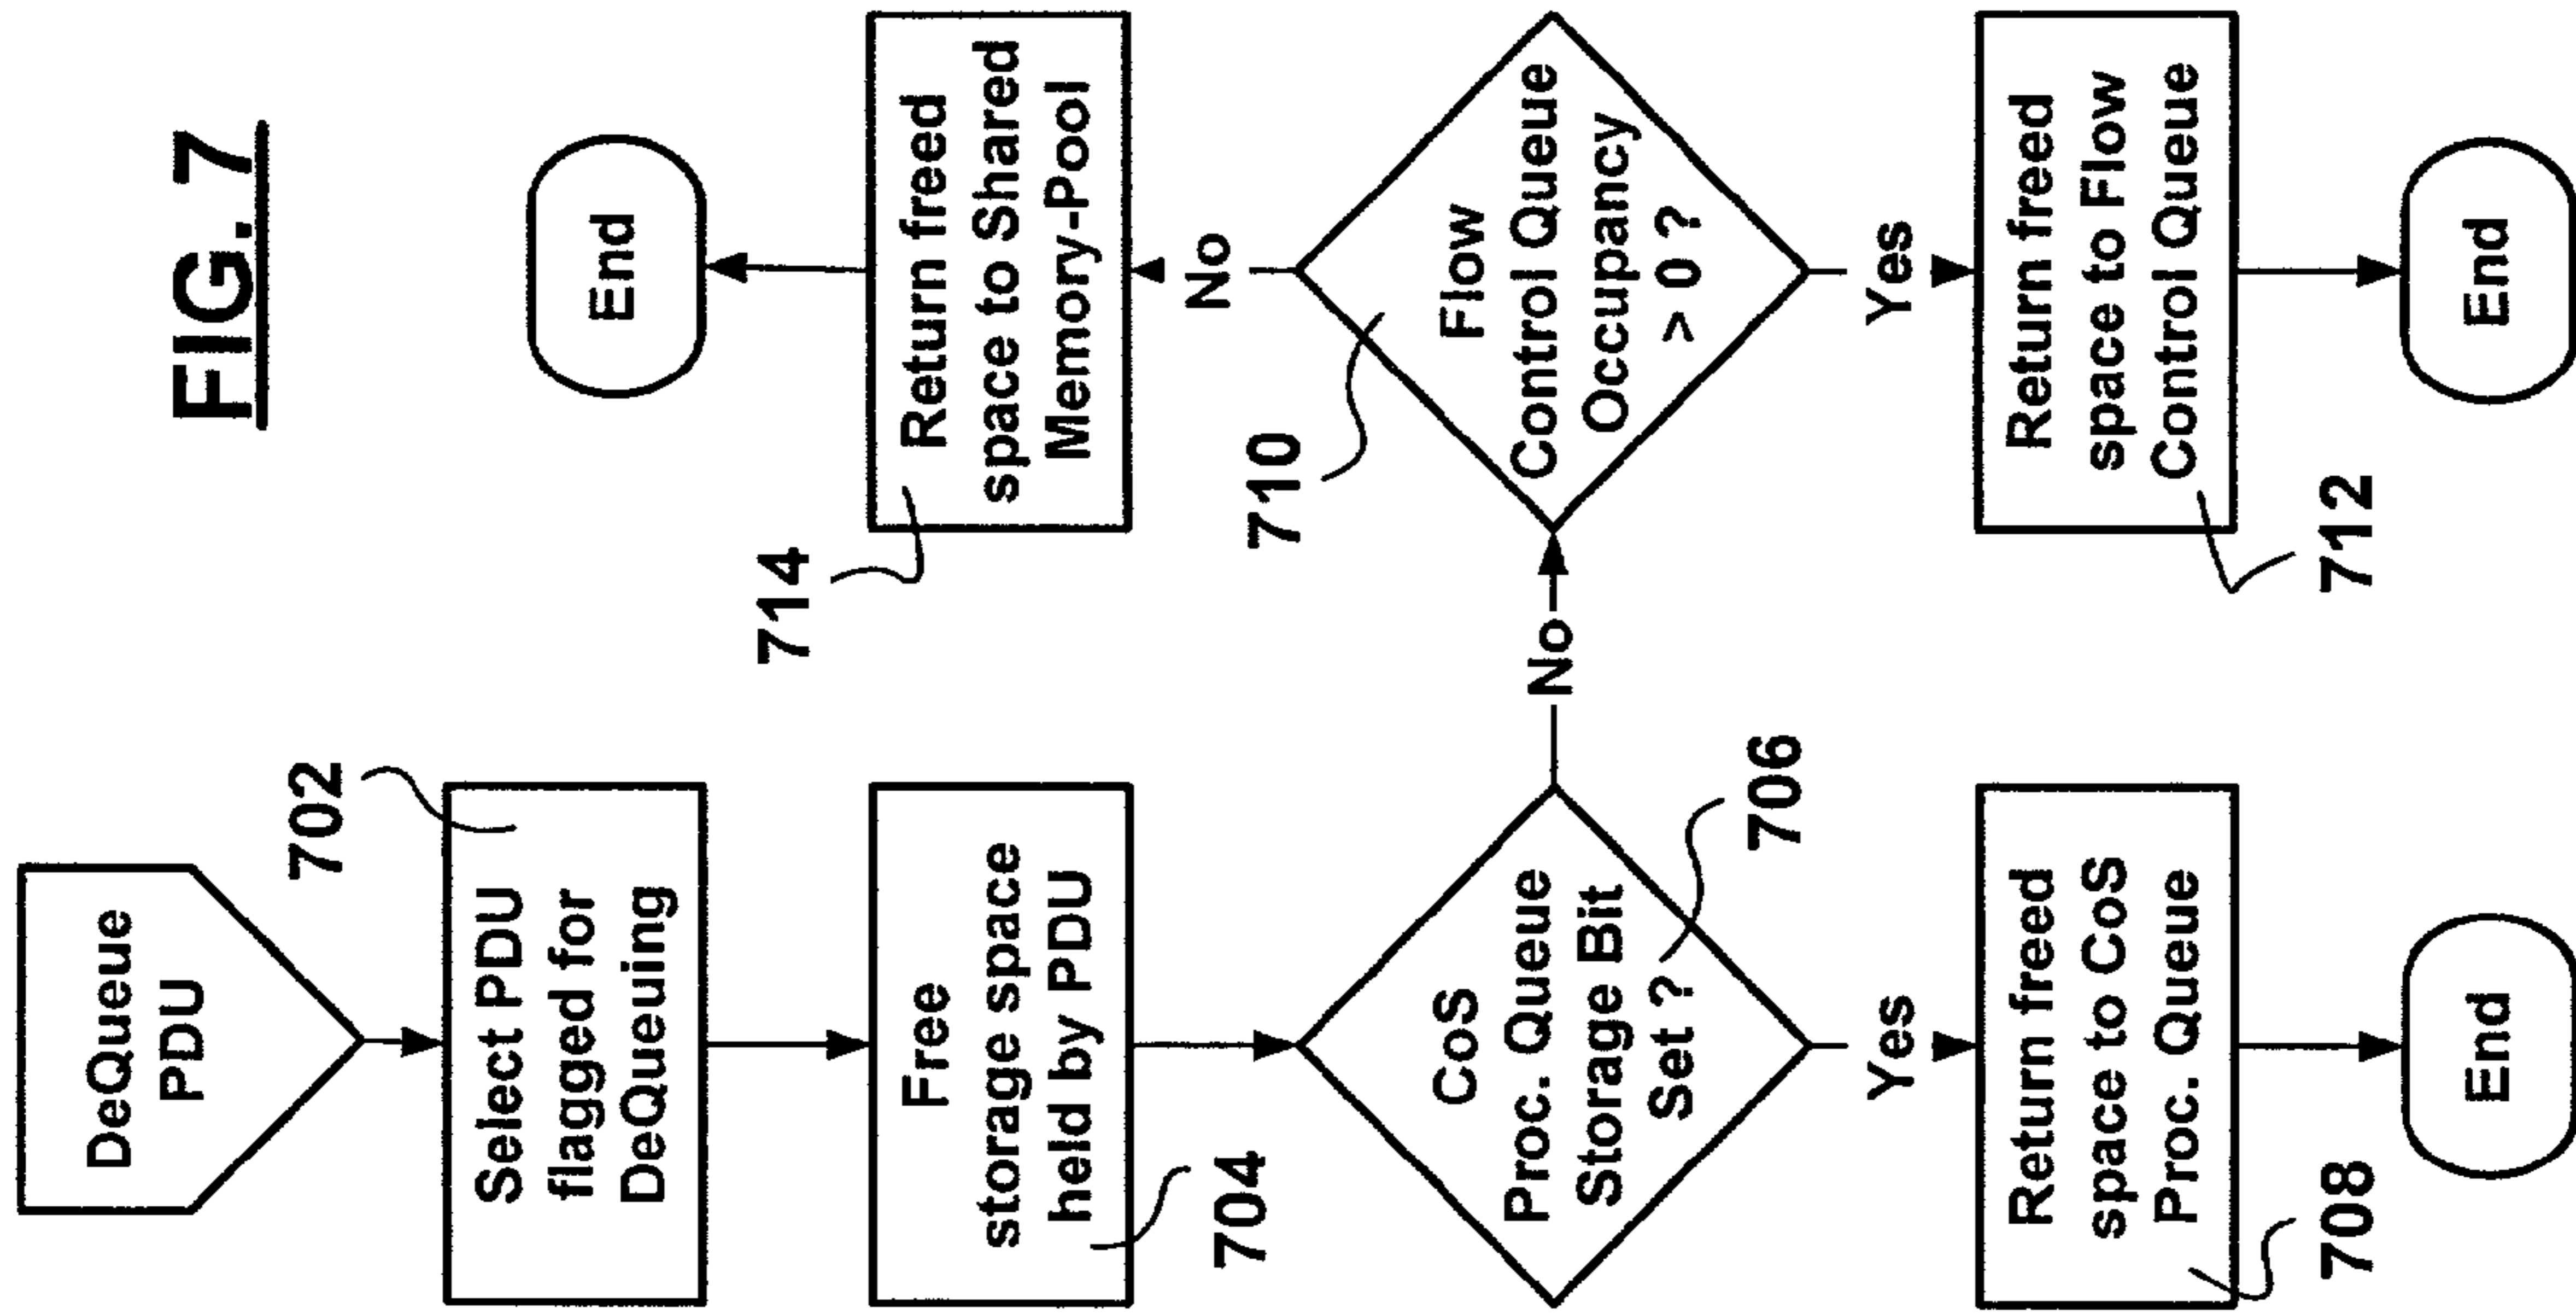 FIG. 7
DeQueue
PDU
702
Select PDU
flagged for
DeQueuing
Free
storage space
held by PDU
704
CoS
Proc. Queue
Storage Bit
Set ?
706
Yes
Return freed
space to CoS
Proc. Queue
708
End
No
Flow
Control Queue
Occupancy
> 0 ?
710
No
Return freed
space to Shared
Memory-Pool
714
End
Yes
Return freed
space to Flow
Control Queue
712
End